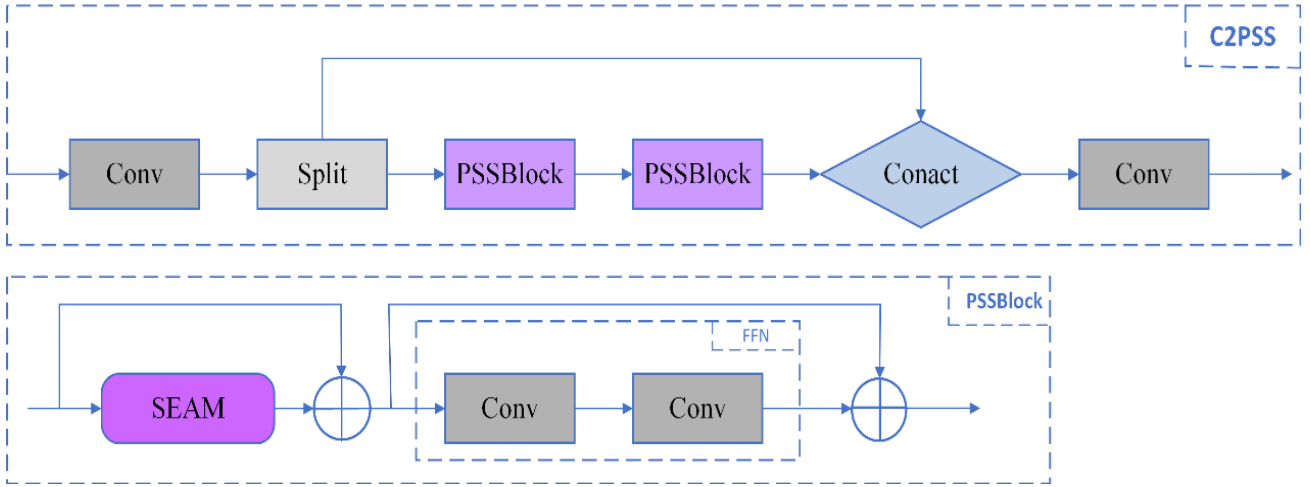 C2PSS
Conv
Split
PSSBlock
PSSBlock
Conact
Conv
PSSBlock
FFN
SEAM
Conv
Conv